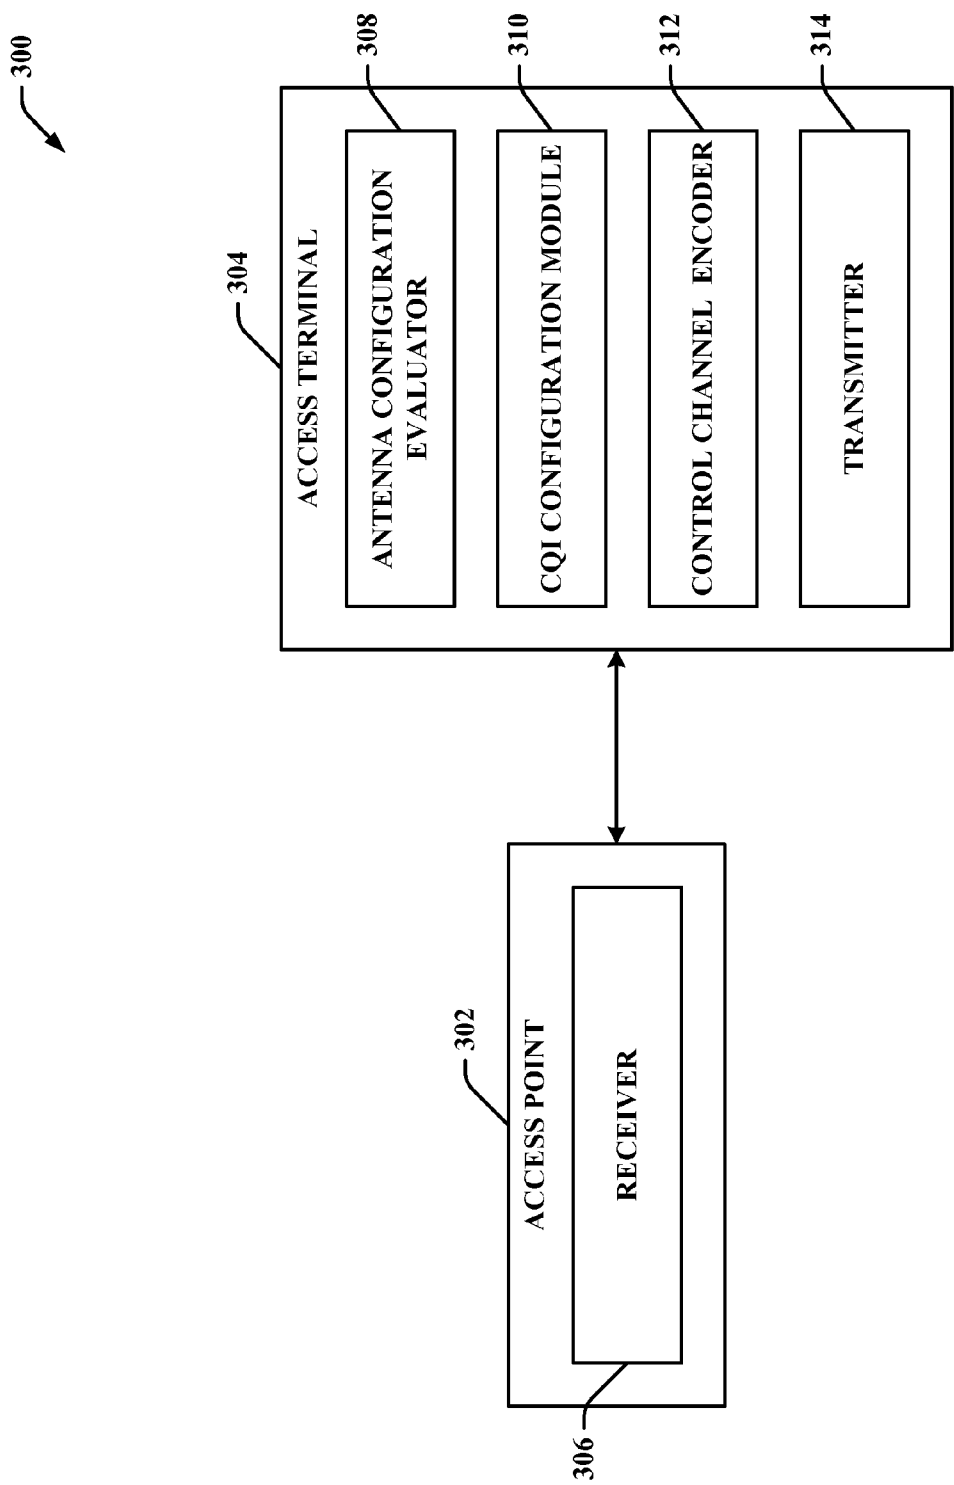 300
304
ACCESS TERMINAL
308
ANTENNA CONFIGURATION
EVALUATOR
310
CQI CONFIGURATION MODULE
312
CONTROL CHANNEL ENCODER
314
TRANSMITTER
302
ACCESS POINT
RECEIVER
306